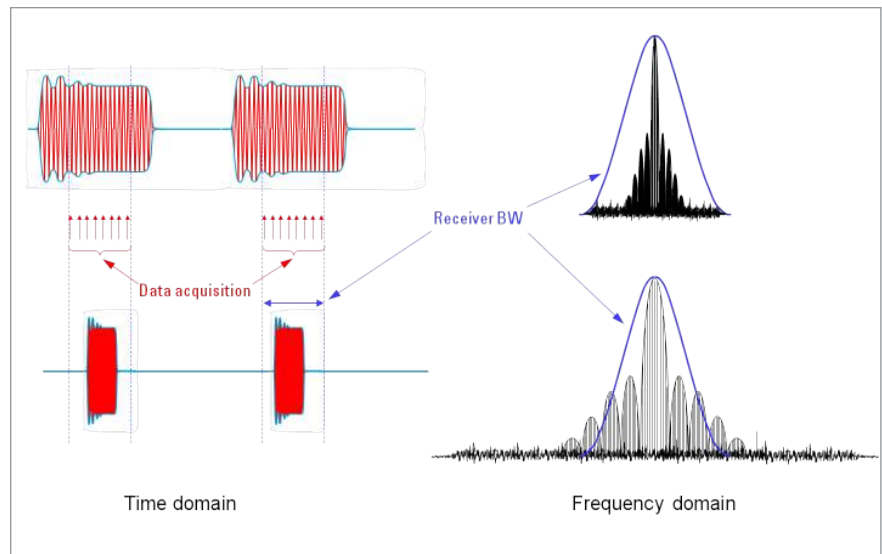 Receiver BW
Data acquisition
Time domain
Frequency domain